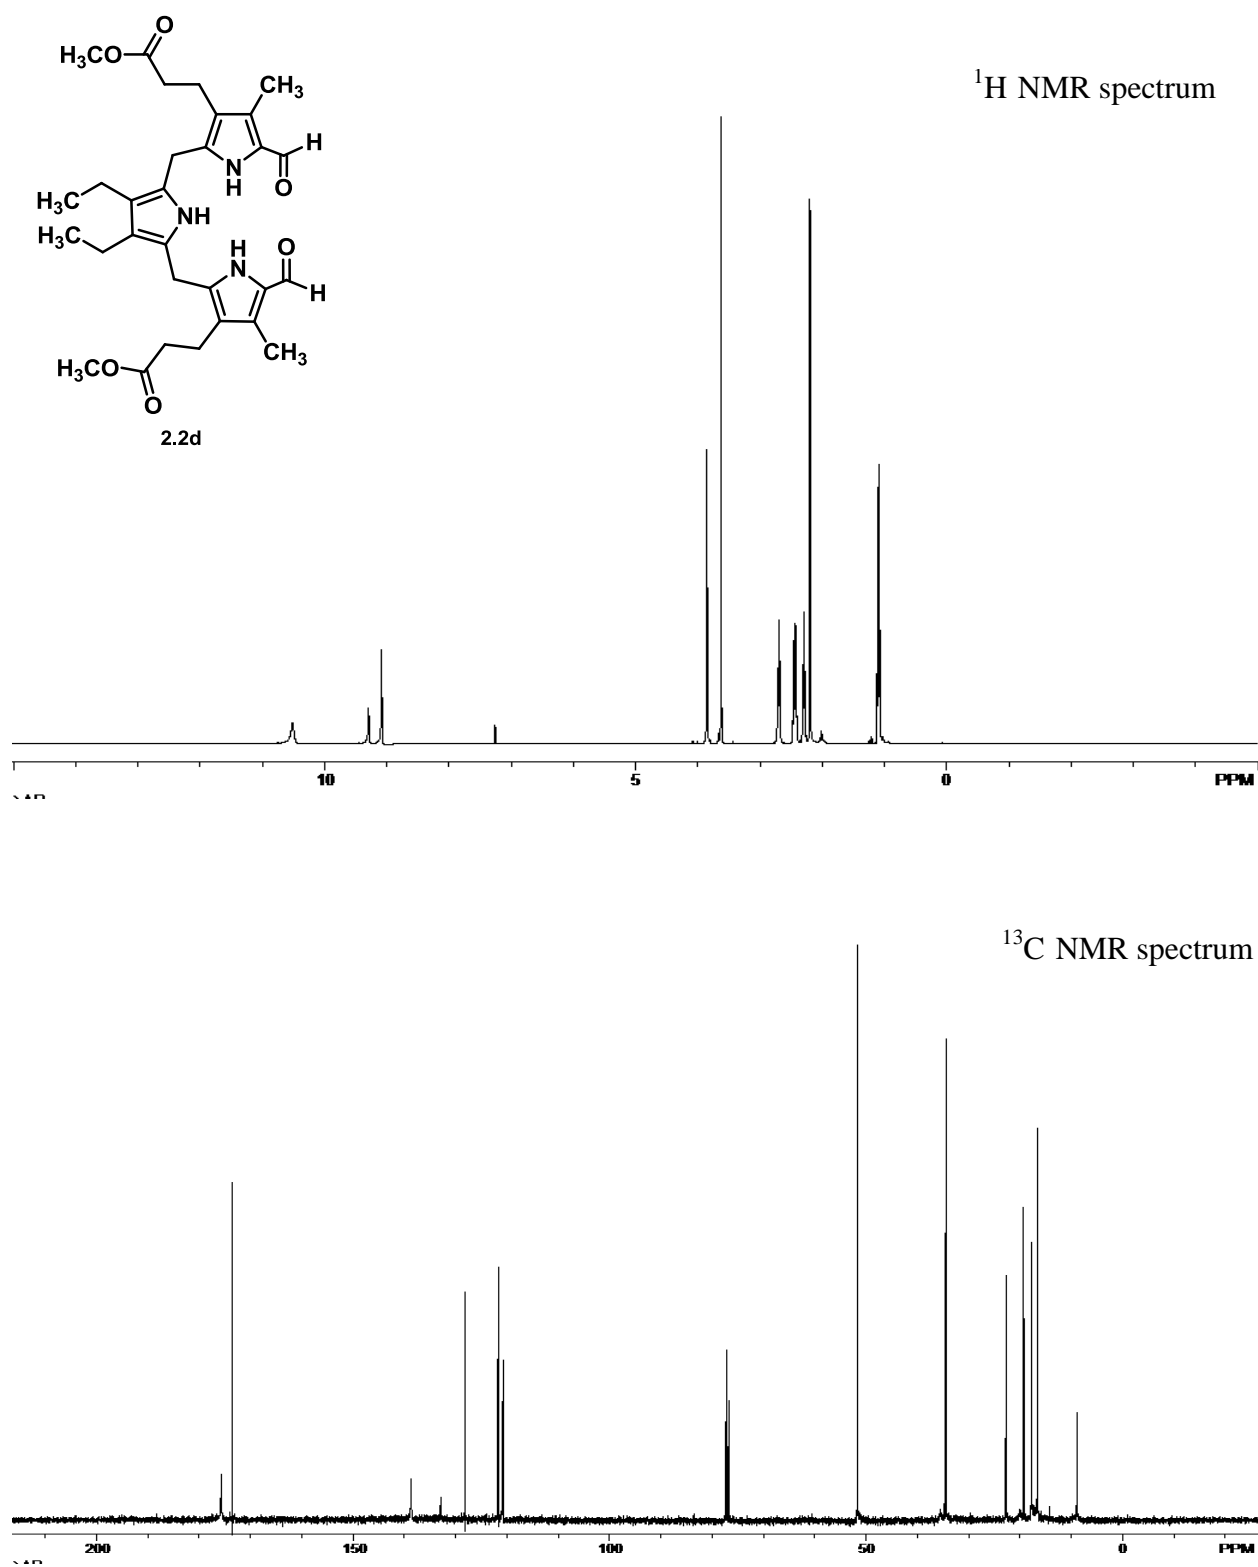 O
H₃CO
CH₃
¹H NMR spectrum
H
N
H
O
H₃C
NH
H₃C
H
N
O
H
CH₃
H₃CO
O
2.2d
10 5 0 PPM
¹³C NMR spectrum
200 150 100 50 0 PPM